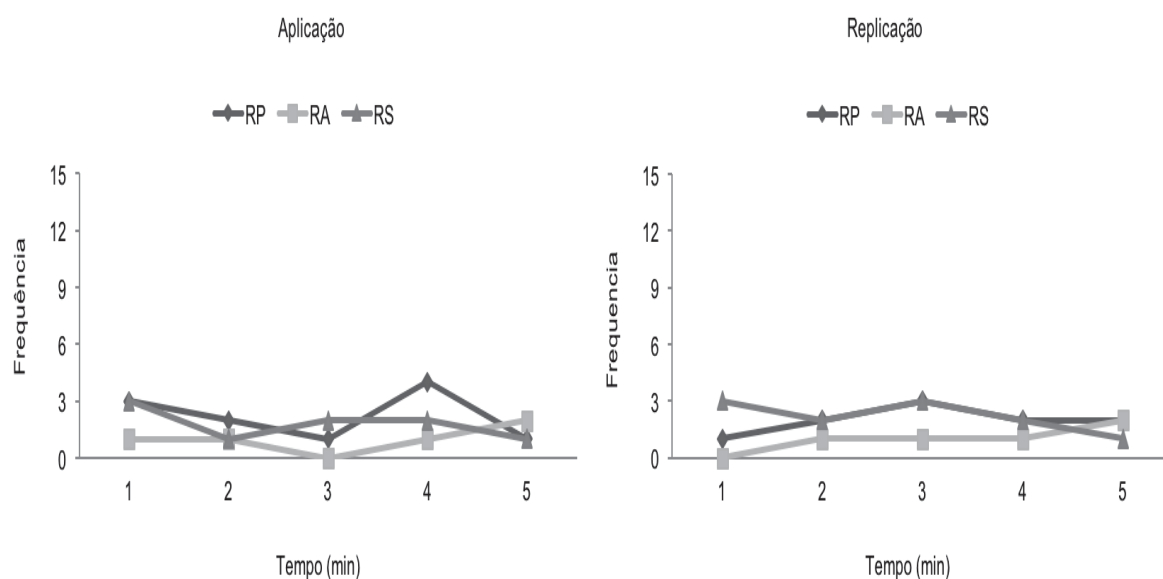 Aplicação
RP RA RS
Frequência
15
12
9
6
3
0
1 2 3 4 5
Tempo (min)
Replicação
RP RA RS
Frequencia
15
12
9
6
3
0
1 2 3 4 5
Tempo (min)